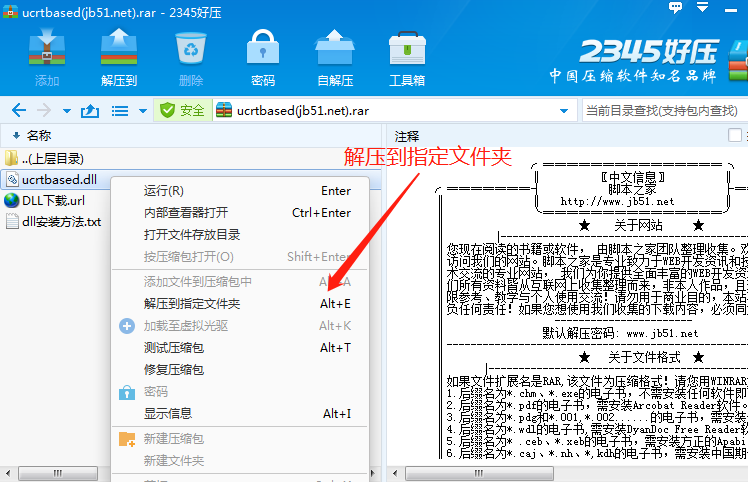 ucrtbased(jb51.net).rar - 2345好压
添加
解压到
删除
密码
自解压
工具箱
2345好压
中国压缩软件知名品牌
安全
ucrtbased(jb51.net).rar
当前目录查找(支持包内查找)
名称
注释
..(上层目录)
ucrtbased.dll
DLL下载.url
dll安装方法.txt
解压到指定文件夹
运行(R) Enter
内部查看器打开 Ctrl+Enter
打开文件存放目录
按压缩包打开(O) Shift+Enter
添加文件到压缩包中
解压到指定文件夹 Alt+E
加载至虚拟光驱 Alt+K
测试压缩包 Alt+T
修复压缩包
密码
显示信息 Alt+I
新建压缩包
新建文件夹
〖中文信息〗
脚本之家
http://www.jb51.net
★ 关于网站 ★
您现在阅读的书籍或软件， 由脚本之家团队整理收集。欢
访问我们的网站。脚本之家是专业致力于WEB开发资讯和技
术交流的专业网站， 我们为你提供全面丰富的WEB开发资
们所有资料皆从互联网上收集整理而来，非本人作品，且
限参考、教学与个人使用交流！请勿用于商业目的，本站
负任何责任！如果您想使用我们收集的下载内容，必须同
默认解压密码: www.jb51.net
★ 关于文件格式 ★
如果文件扩展名是RAR,该文件为压缩格式！请您用WINRAR
1.后缀名为*.chm、*.exe的电子书，不需安装任何软件即
2.后缀名为*.pdf的电子书，需安装Arcobat Reader软件。
3.后缀名为*.pdg和*.001,*.002......的电子书，需安装
4.后缀名为*.wdl的电子书,需安装DynaDoc Free Reader软
5.后缀名为* .ceb、*.xeb的电子书，需安装方正的Apabi
6.后缀名为*.caj、*.nh、*,kdh的电子书，需安装中国期